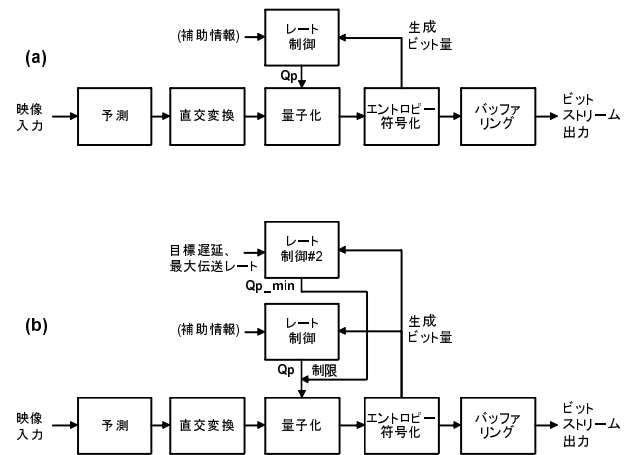 (a)
(補助情報)
レート
制御
生成
ビット量
Qp
映像
入力
予測
直交変換
量子化
エントロピー
符号化
バッファ
リング
ビット
ストリーム
出力
(b)
目標遅延、
最大伝送レート
レート
制御#2
Qp_min
(補助情報)
レート
制御
生成
ビット量
Qp
制限
映像
入力
予測
直交変換
量子化
エントロピー
符号化
バッファ
リング
ビット
ストリーム
出力